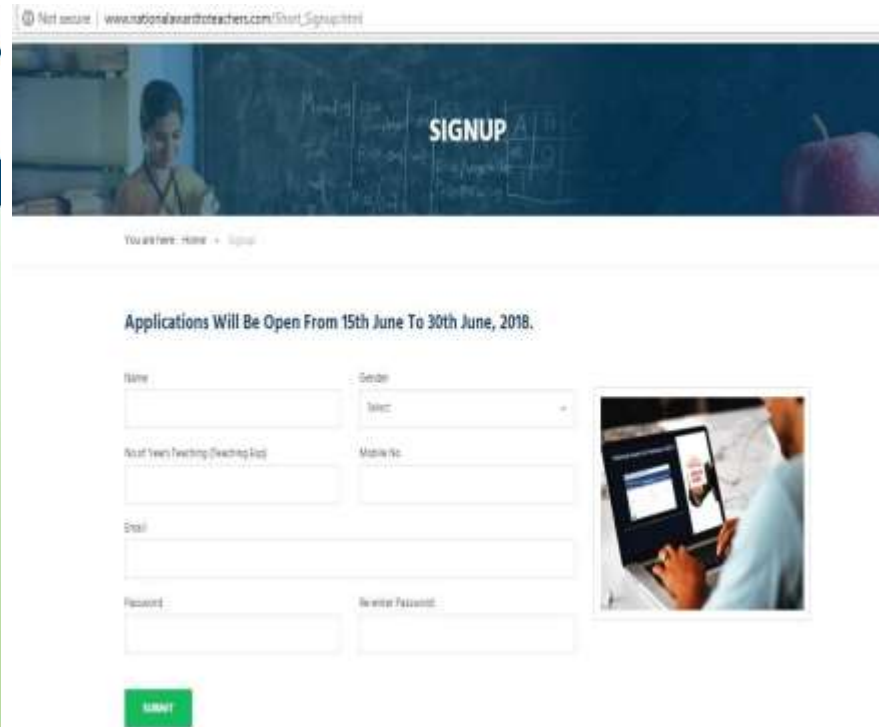 Not secure | www.nationalawardtoteachers.com/Short_Signup.html
SIGNUP
You are here: Home Signup
Applications Will Be Open From 15th June To 30th June, 2018.
Name Gender
Select
No.of Years Teaching (Teaching Exp) Mobile No.
Email
Password Re-enter Password
SUBMIT